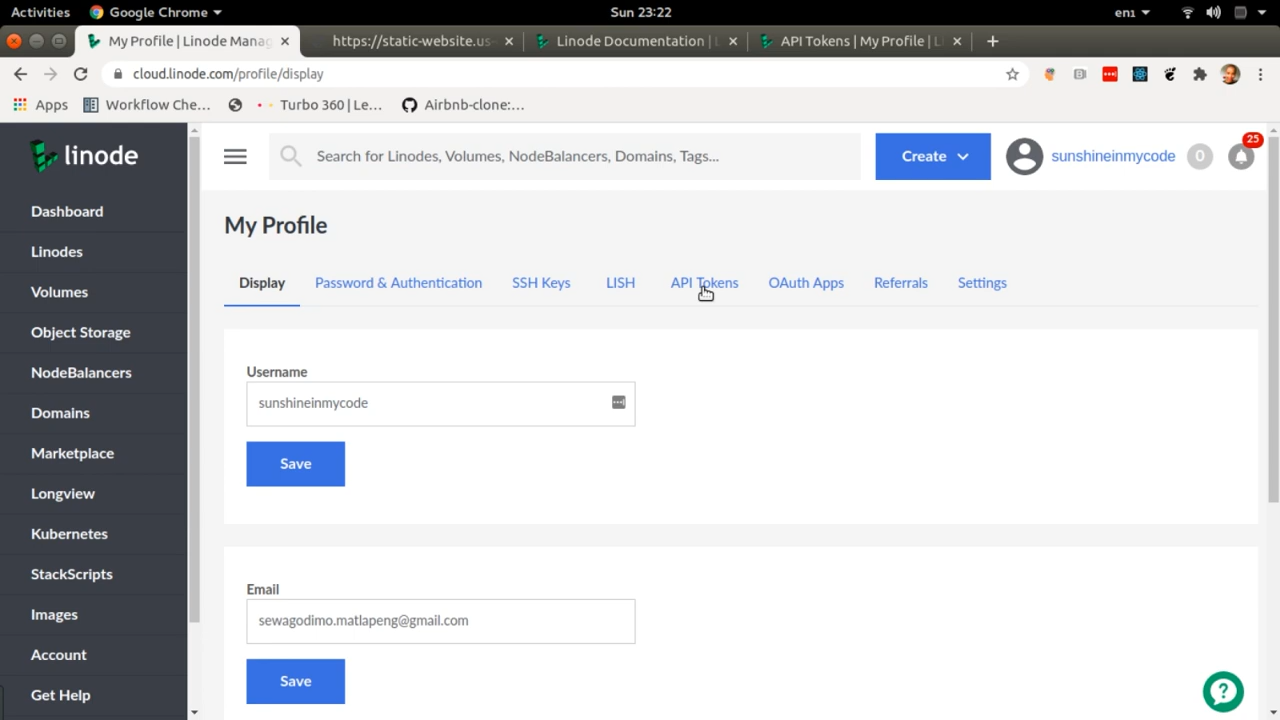 Activities Google Chrome Sun 23:22 en1
My Profile | Linode Manag https://static-website.us- Linode Documentation | L API Tokens | My Profile | L
cloud.linode.com/profile/display
Apps Workflow Che... Turbo 360 | Le... Airbnb-clone:...
linode
Search for Linodes, Volumes, NodeBalancers, Domains, Tags...
Create
sunshineinmycode
0
25
Dashboard
Linodes
Volumes
Object Storage
NodeBalancers
Domains
Marketplace
Longview
Kubernetes
StackScripts
Images
Account
Get Help
My Profile
Display Password & Authentication SSH Keys LISH API Tokens OAuth Apps Referrals Settings
Username
sunshineinmycode
Save
Email
sewagodimo.matlapeng@gmail.com
Save